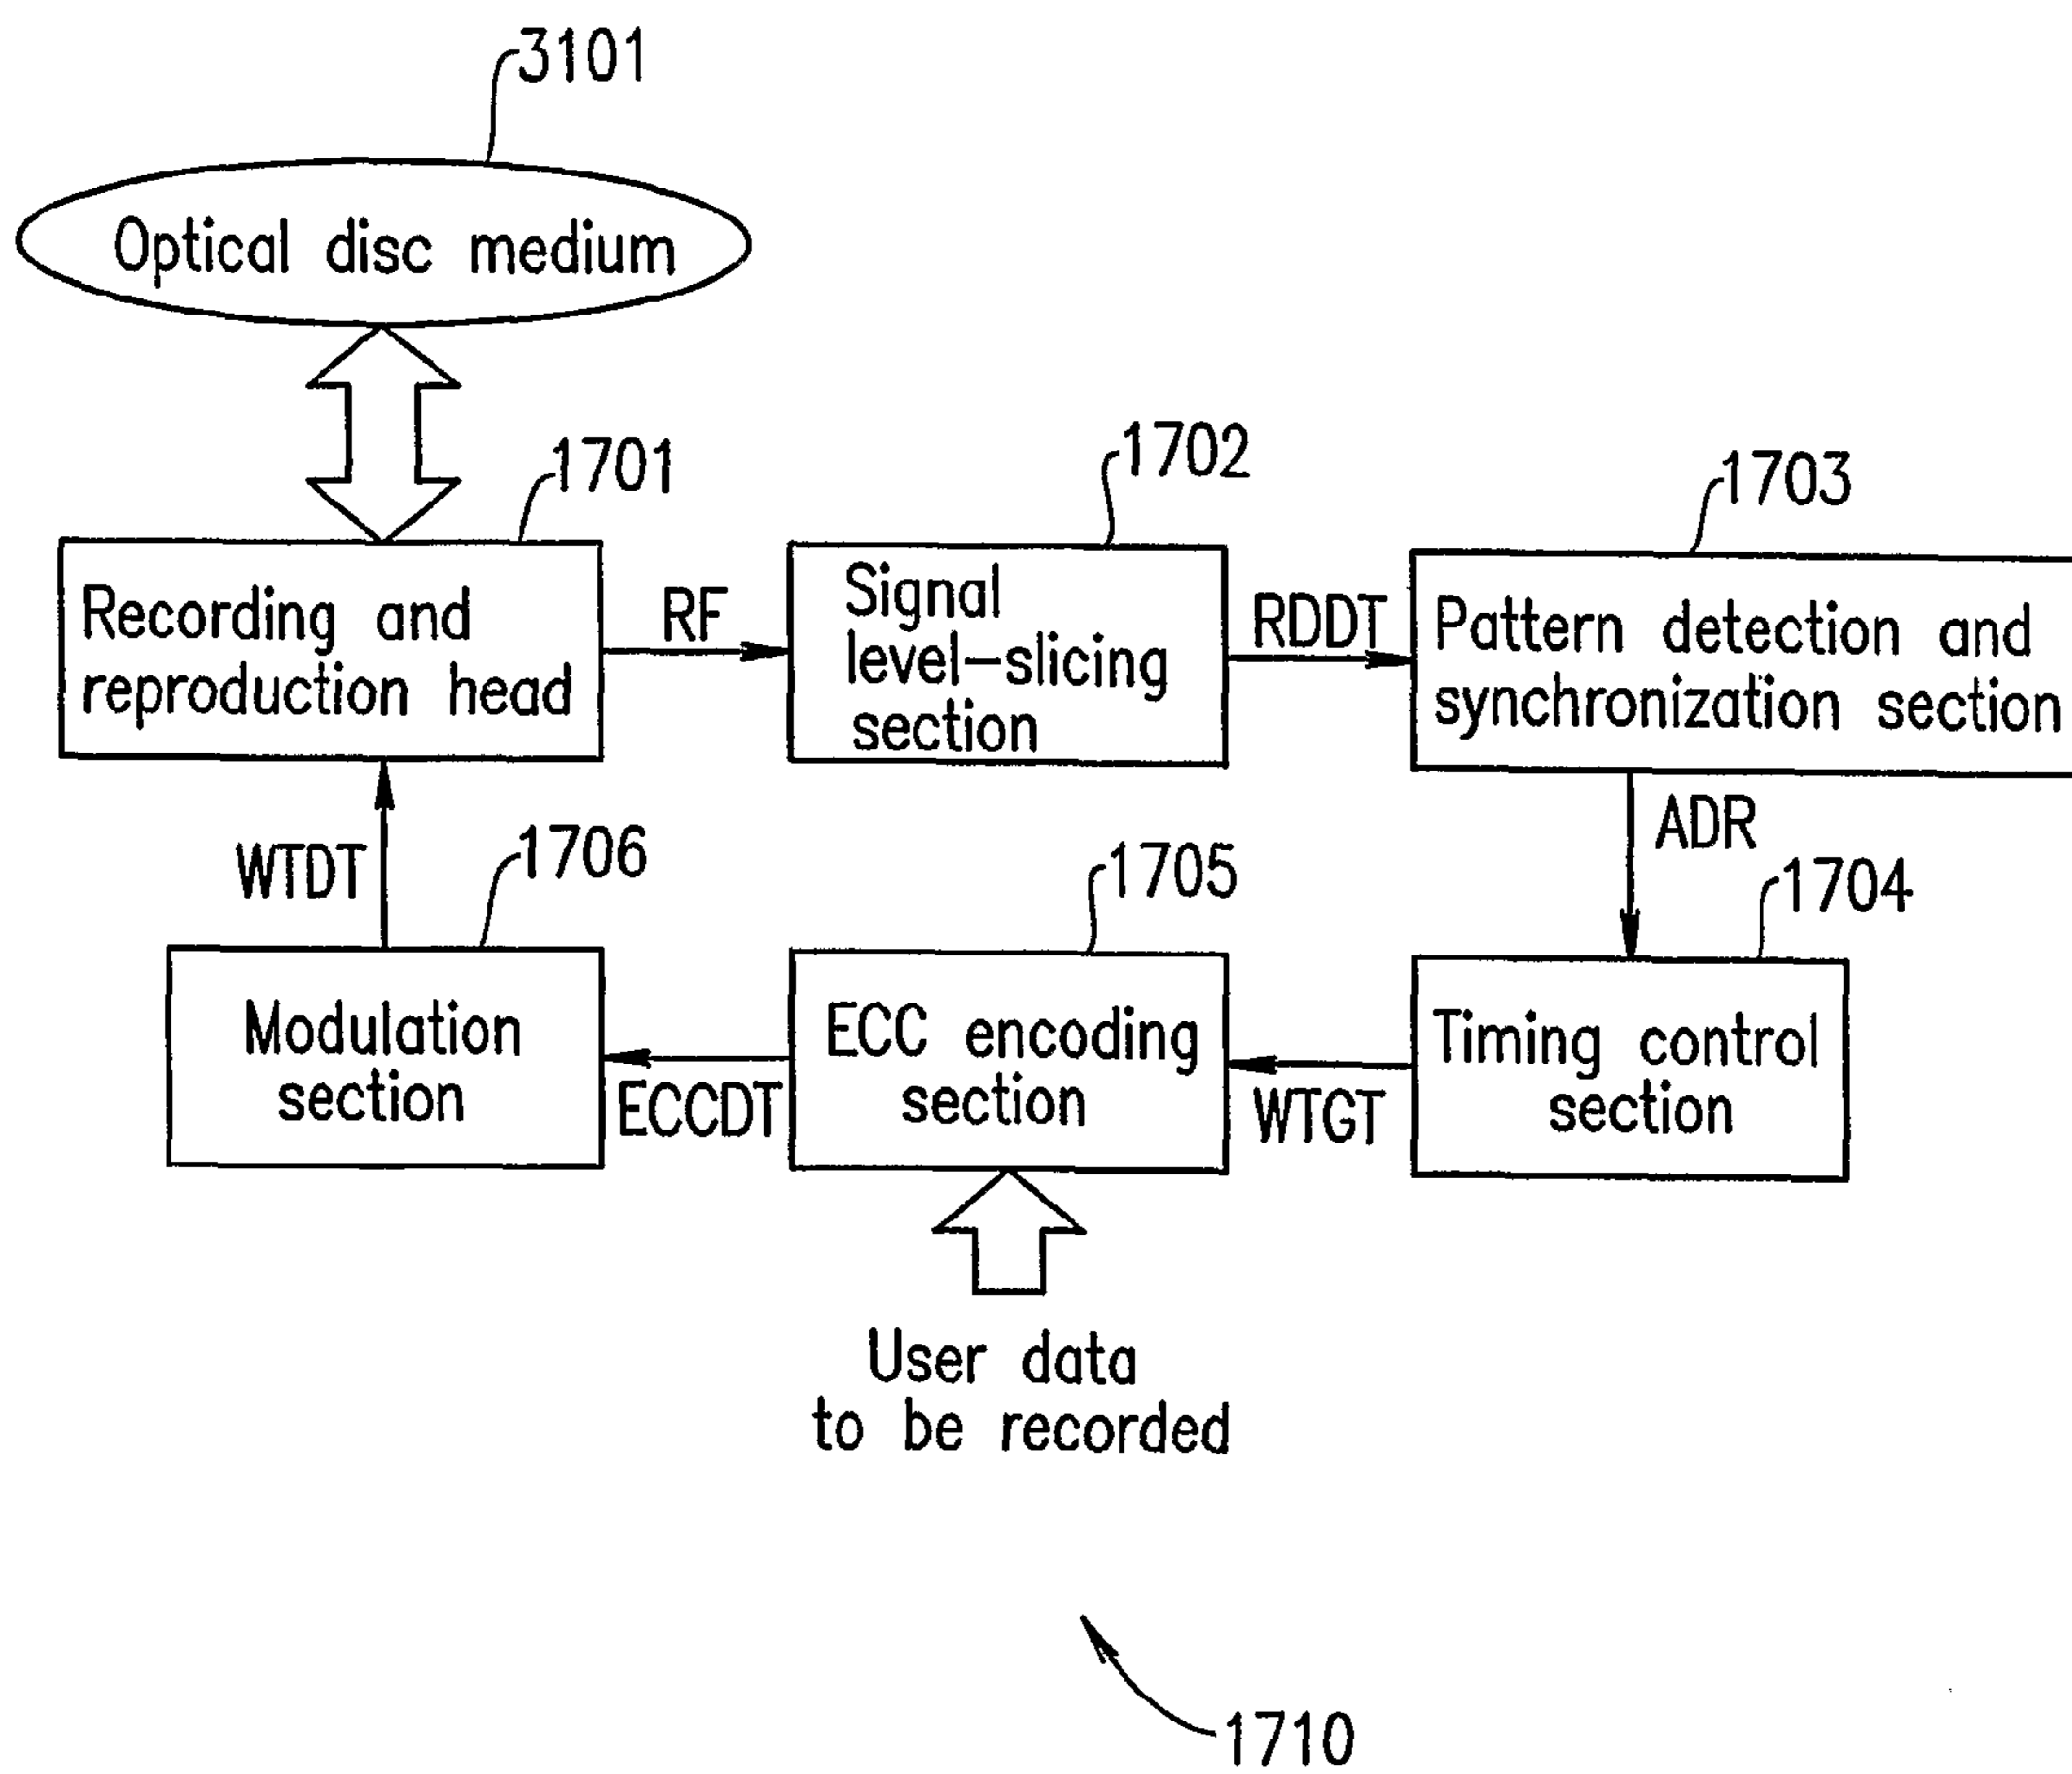 3101
Optical disc medium
1701
1702
1703
Recording and
reproduction head
RF
Signal
level-slicing
section
RDDT
Pattern detection and
synchronization section
WTDT
1706
1705
ADR
1704
Modulation
section
ECCDT
ECC encoding
section
WTGT
Timing control
section
User data
to be recorded
1710